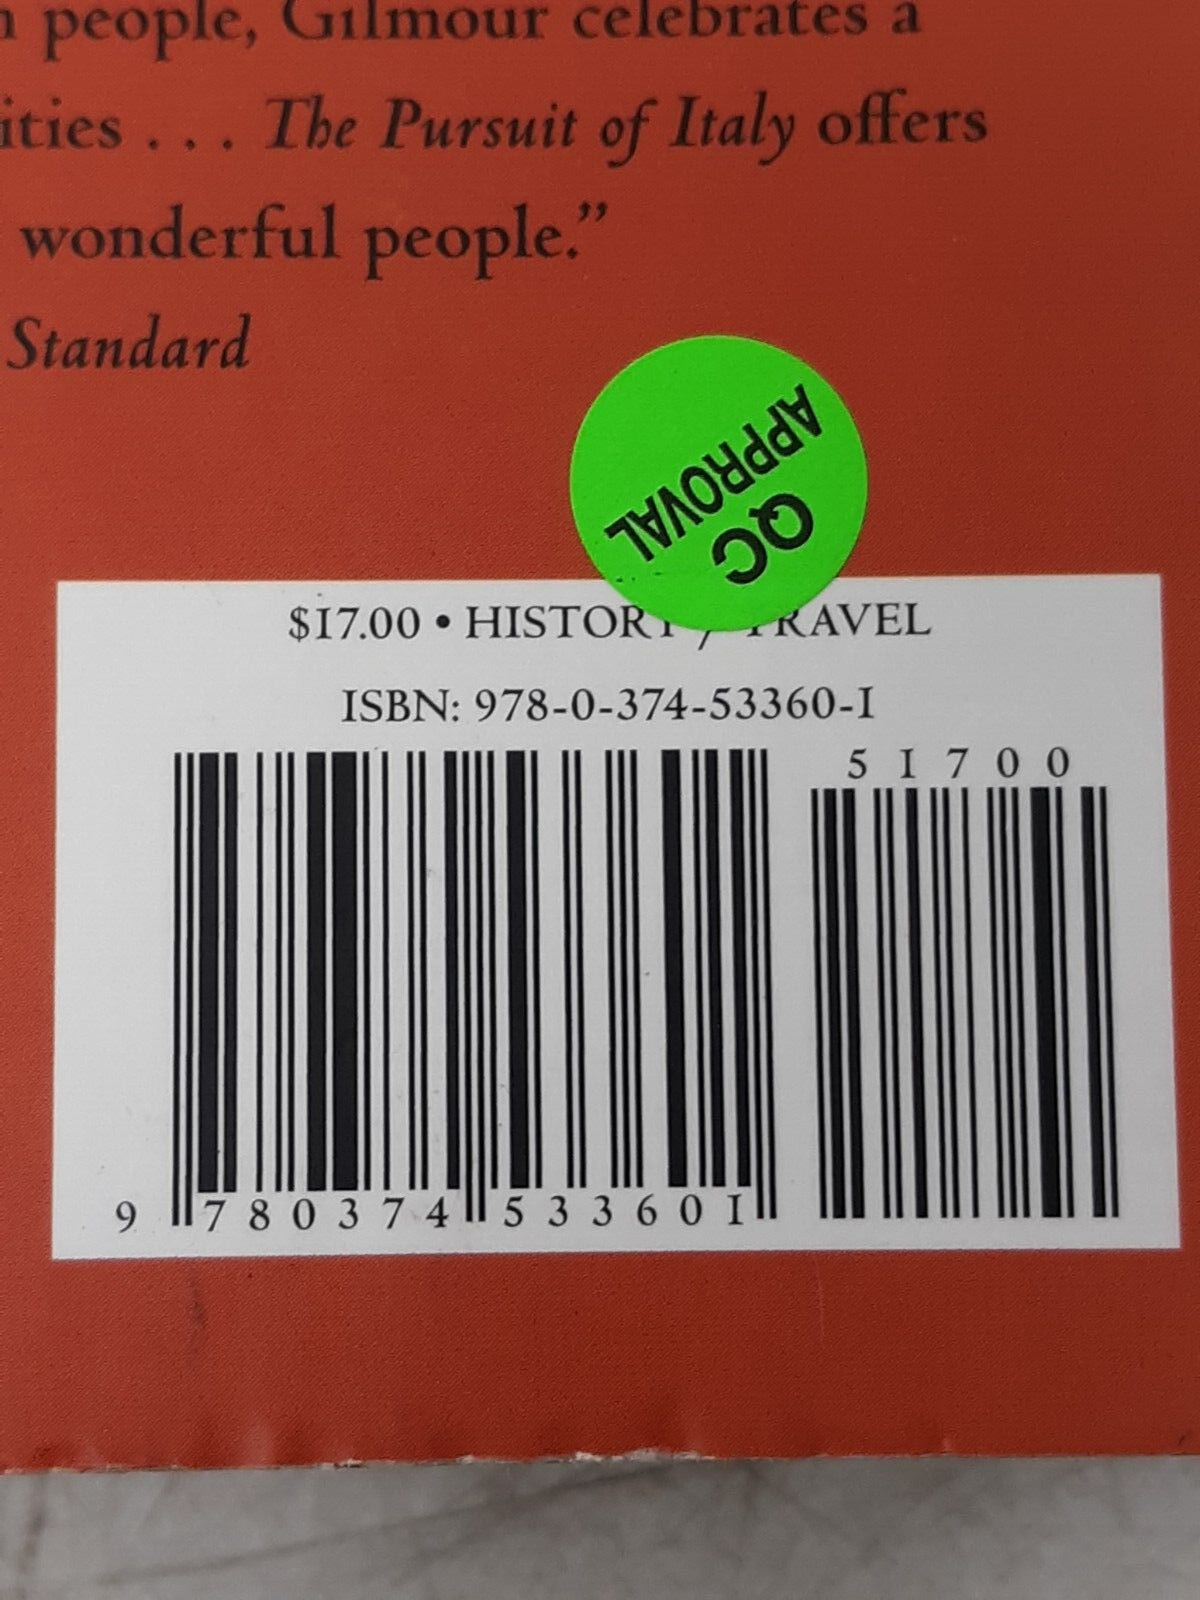 people, Gilmour celebrates a
ities . . . The Pursuit of Italy offers
wonderful people.”
Standard
QC
APPROVAL
$17.00 • HISTORY / TRAVEL
ISBN: 978-0-374-53360-1
5 1 7 0 0
9 780374 533601